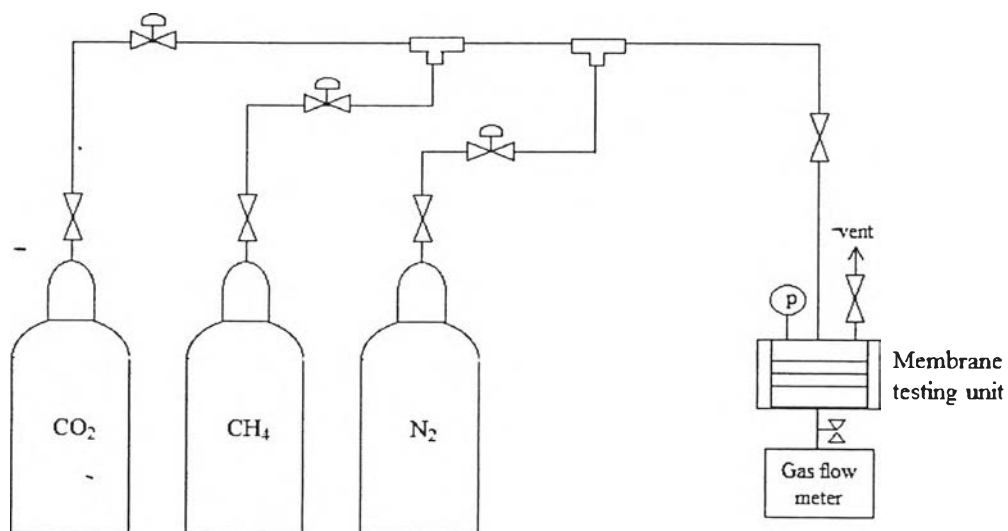 vent
p
Membrane
testing unit
CO₂
CH₄
N₂
Gas flow
meter